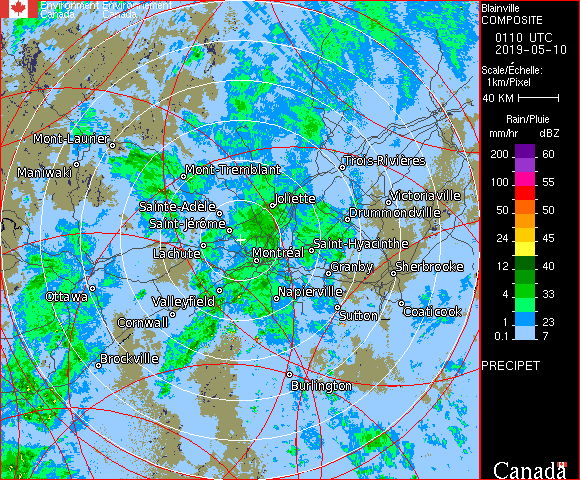 Environment Environnement
Canada Canada
Blainville
COMPOSITE
0110 UTC
2019-05-10
Scale/Échelle:
1km/Pixel
40 KM
Rain/Pluie
mm/hr dBZ
200 60
100 55
50 50
24 45
12 40
4 33
1 23
0.1 7
PRECIPET
Canada
Mont-Laurier
Maniwaki
Mont-Tremblant
Trois-Rivières
Sainte-Adele
Joliette
Victoriaville
Saint-Jérôme
Drummondville
Lachute
Montréal
Saint-Hyacinthe
Granby
Sherbrooke
Ottawa
Valleyfield
Napierville
Cornwall
Sutton
Coaticook
Brockville
Burlington